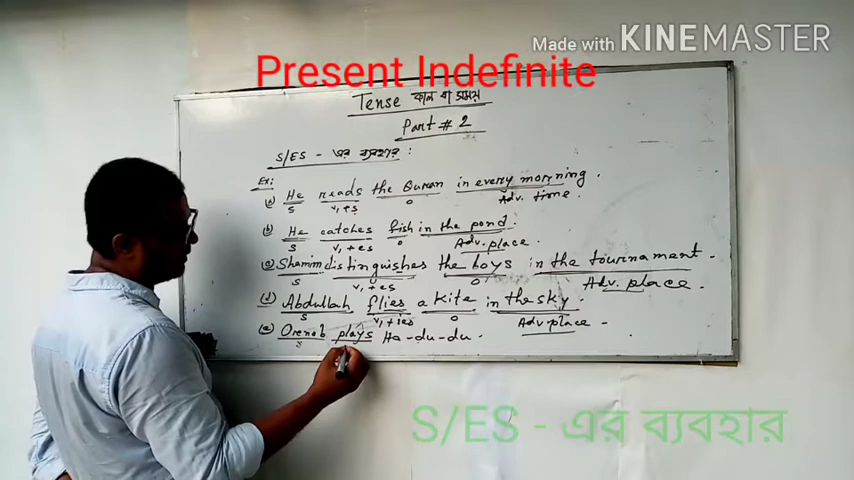 Made with KINEMASTER
Present Indefinite
Tense কাল বা সময়
Part # 2
S/ES - এর ব্যবহার :
Ex:
(a) He reads the Quran in every morning.
S V₁+s O Adv. time.
(b) He catches fish in the pond.
S V₁+es O Adv. place.
(c) Shamim distinguishes the boys in the tournament.
S V₁+es O Adv. place.
(d) Abdullah flies a kite in the sky.
S V₁+ies O Adv place
(e) Orenab plays Ha-du-du.
S
S/ES - এর ব্যবহার